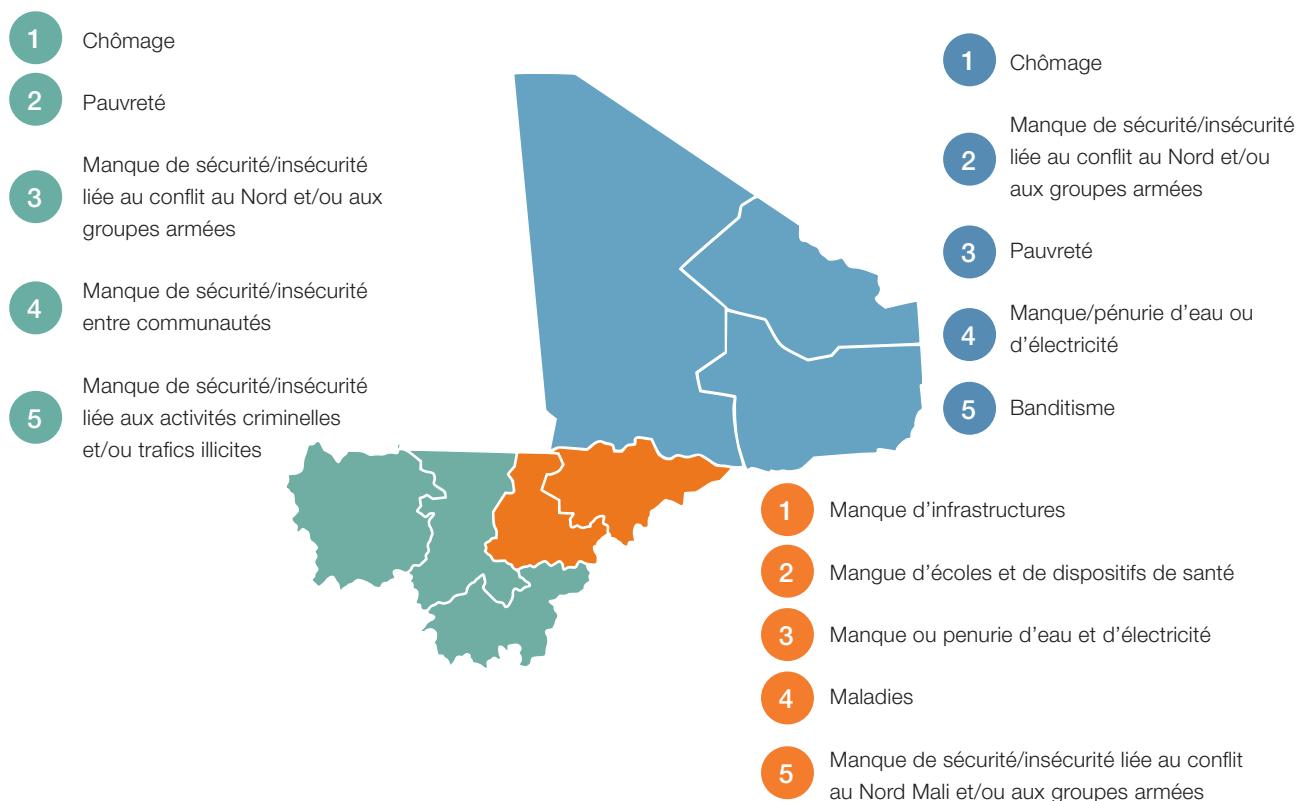 1 Chômage
2 Pauvreté
3 Manque de sécurité/insécurité
liée au conflit au Nord et/ou aux
groupes armées
4 Manque de sécurité/insécurité
entre communautés
5 Manque de sécurité/insécurité
liée aux activités criminelles
et/ou trafics illicites
1 Chômage
2 Manque de sécurité/insécurité
liée au conflit au Nord et/ou
aux groupes armées
3 Pauvreté
4 Manque/pénurie d’eau ou
d’électricité
5 Banditisme
1 Manque d’infrastructures
2 Mangue d’écoles et de dispositifs de santé
3 Manque ou penurie d’eau et d’électricité
4 Maladies
5 Manque de sécurité/insécurité liée au conflit
au Nord Mali et/ou aux groupes armées